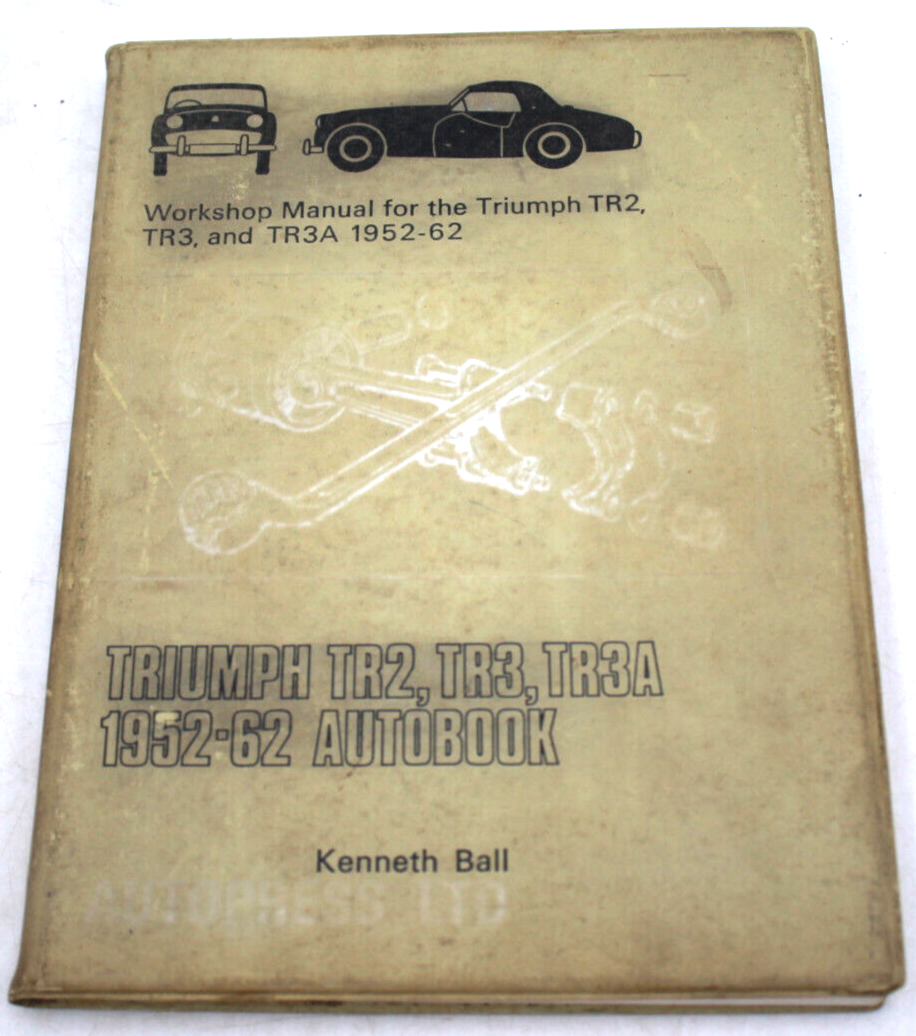 Workshop Manual for the Triumph TR2,
TR3, and TR3A 1952-62
TRIUMPH TR2, TR3, TR3A
1952-62 AUTOBOOK
Kenneth Ball
AUTOPRESS LTD